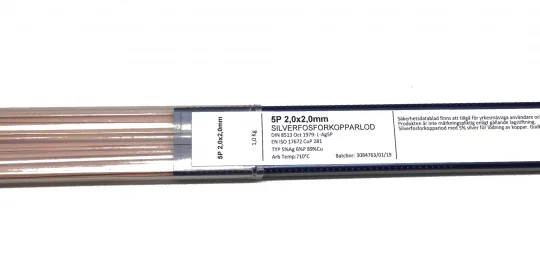 5P 2,0x2,0mm
1,0 Kg
5P 2,0x2,0mm
SILVERFOSFORKOPPARLOD
DIN 8513 Oct 1979: L-Ag5P
EN ISO 17672 CuP 281
TYP 5%Ag 6%P 89%Cu
Arb Temp:710°C Batchnr: 3084763/01/19
Säkerhetsdatablad finns att tillgå för yrkesmässiga användare oc
Produkten är inte märkningspliktig enligt gällande lagstiftning.
Silverfosforkopparlod med 5% silver för lödning av koppar. God